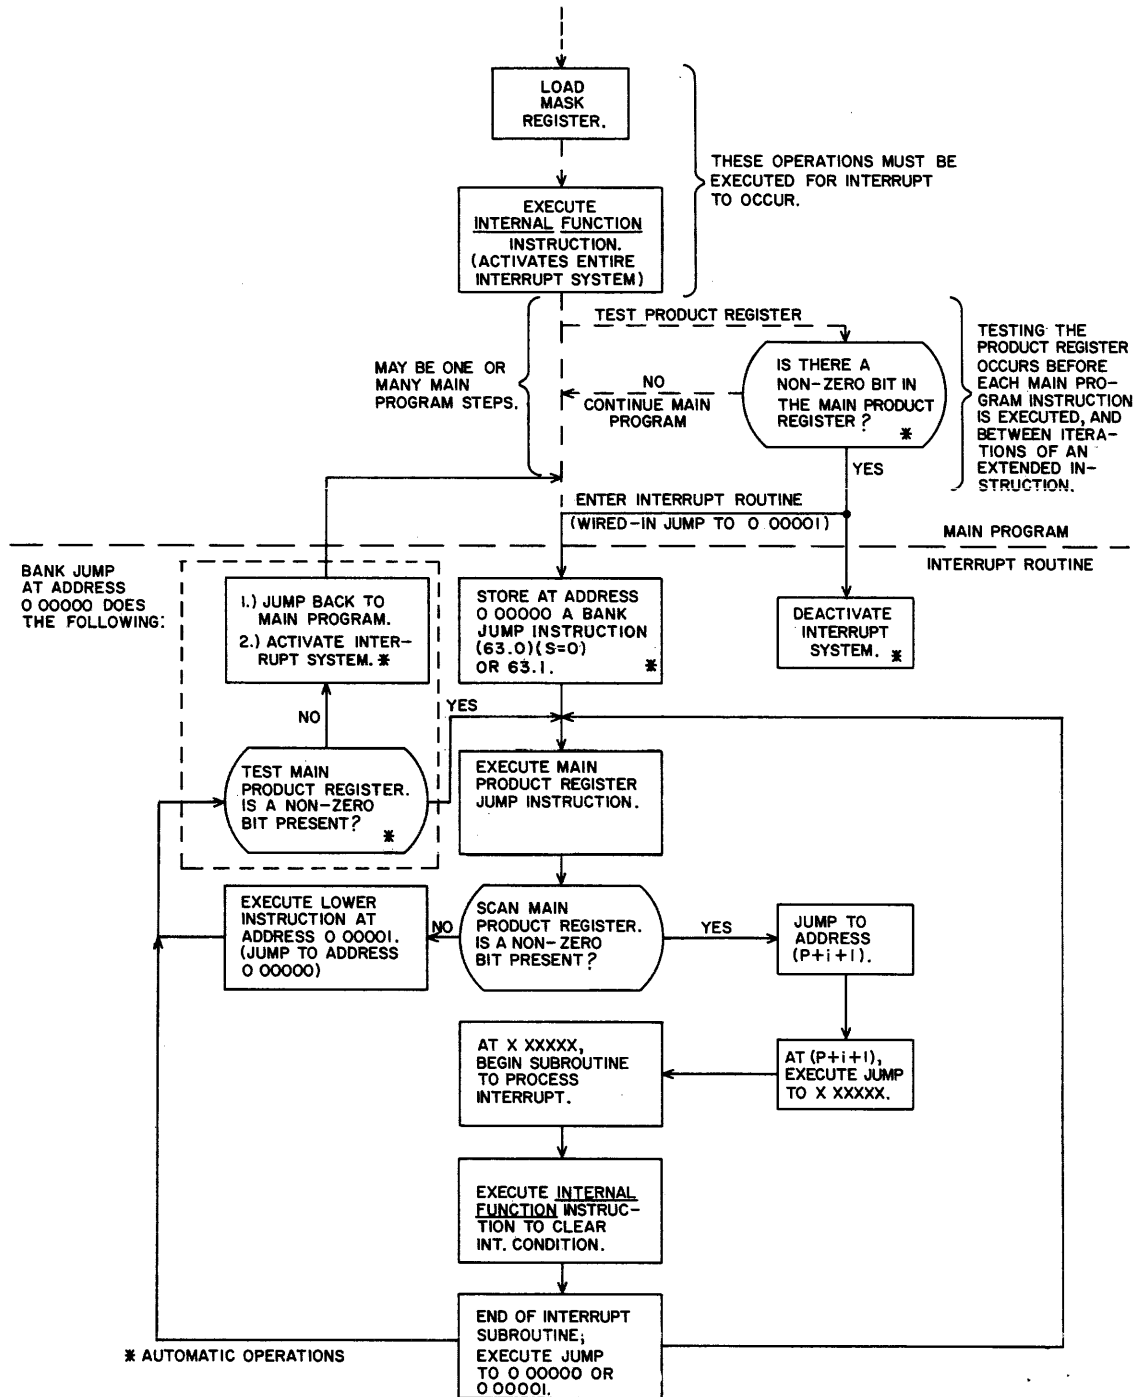 LOAD
MASK
REGISTER.
THESE OPERATIONS MUST BE
EXECUTED FOR INTERRUPT
TO OCCUR.
EXECUTE
INTERNAL FUNCTION
INSTRUCTION.
(ACTIVATES ENTIRE
INTERRUPT SYSTEM)
TEST PRODUCT REGISTER
MAY BE ONE OR
MANY MAIN
PROGRAM STEPS.
NO
CONTINUE MAIN
PROGRAM
IS THERE A
NON-ZERO BIT IN
THE MAIN PRODUCT
REGISTER?
*
TESTING THE
PRODUCT REGISTER
OCCURS BEFORE
EACH MAIN PRO-
GRAM INSTRUCTION
IS EXECUTED, AND
BETWEEN ITERA-
TIONS OF AN
EXTENDED IN-
STRUCTION.
YES
ENTER INTERRUPT ROUTINE
(WIRED-IN JUMP TO 0 00001)
MAIN PROGRAM
INTERRUPT ROUTINE
BANK JUMP
AT ADDRESS
0 00000 DOES
THE FOLLOWING:
1.) JUMP BACK TO
MAIN PROGRAM.
2.) ACTIVATE INTER-
RUPT SYSTEM. *
STORE AT ADDRESS
0 00000 A BANK
JUMP INSTRUCTION
(63.0)(S=0)
OR 63.1. *
DEACTIVATE
INTERRUPT
SYSTEM. *
NO
YES
TEST MAIN
PRODUCT REGISTER.
IS A NON-ZERO
BIT PRESENT?
*
EXECUTE MAIN
PRODUCT REGISTER
JUMP INSTRUCTION.
EXECUTE LOWER
INSTRUCTION AT
ADDRESS 0 00001.
(JUMP TO ADDRESS
0 00000)
NO
SCAN MAIN
PRODUCT REGISTER.
IS A NON-ZERO
BIT PRESENT?
YES
JUMP TO
ADDRESS
(P+i+1).
AT X XXXXX,
BEGIN SUBROUTINE
TO PROCESS
INTERRUPT.
AT (P+i+1),
EXECUTE JUMP
TO X XXXXX.
EXECUTE INTERNAL
FUNCTION INSTRUC-
TION TO CLEAR
INT. CONDITION.
END OF INTERRUPT
SUBROUTINE;
EXECUTE JUMP
TO 0 00000 OR
0 00001.
* AUTOMATIC OPERATIONS